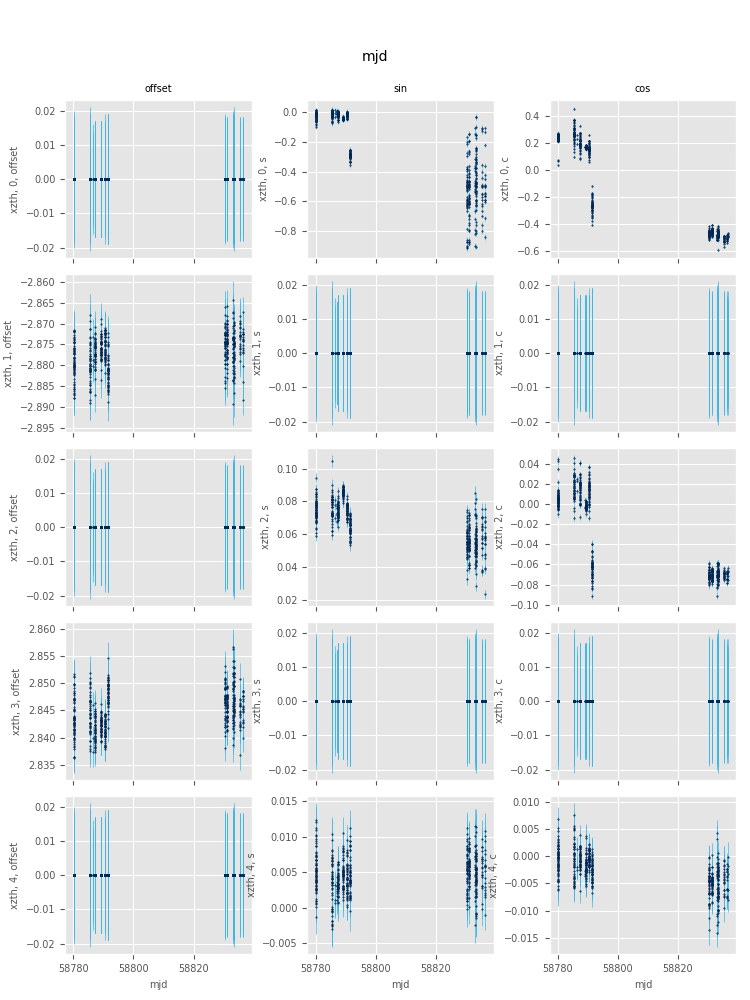 mjd
offset sin cos
0.02 0.01 0.00 −0.01 −0.02 xzth, 0, offset
0.0 −0.2 −0.4 −0.6 −0.8 xzth, 0, s
0.4 0.2 0.0 −0.2 −0.4 −0.6 xzth, 0, c
−2.860 −2.865 −2.870 −2.875 −2.880 −2.885 −2.890 −2.895 xzth, 1, offset
0.02 0.01 0.00 −0.01 −0.02 xzth, 1, s
0.02 0.01 0.00 −0.01 −0.02 xzth, 1, c
0.02 0.01 0.00 −0.01 −0.02 xzth, 2, offset
0.10 0.08 0.06 0.04 0.02 xzth, 2, s
0.04 0.02 0.00 −0.02 −0.04 −0.06 −0.08 −0.10 xzth, 2, c
2.860 2.855 2.850 2.845 2.840 2.835 xzth, 3, offset
0.02 0.01 0.00 −0.01 −0.02 xzth, 3, s
0.02 0.01 0.00 −0.01 −0.02 xzth, 3, c
0.02 0.01 0.00 −0.01 −0.02 xzth, 4, offset
0.015 0.010 0.005 0.000 −0.005 xzth, 4, s
0.010 0.005 0.000 −0.005 −0.010 −0.015 xzth, 4, c
58780 58800 58820 58780 58800 58820 58780 58800 58820
mjd mjd mjd